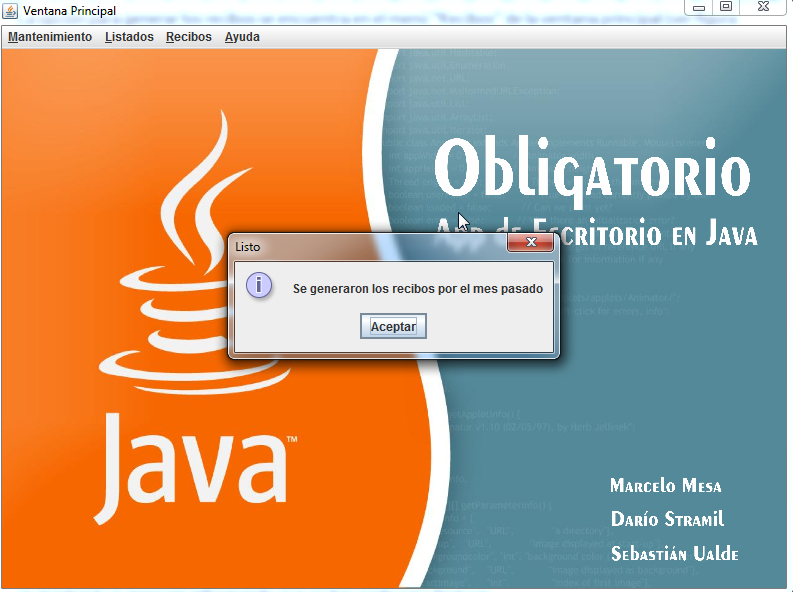 Ventana Principal
Mantenimiento Listados Recibos Ayuda
Obligatorio
App de Escritorio en Java
Listo
Se generaron los recibos por el mes pasado
Aceptar
Java™
Marcelo Mesa
Darío Stramil
Sebastián Ualde